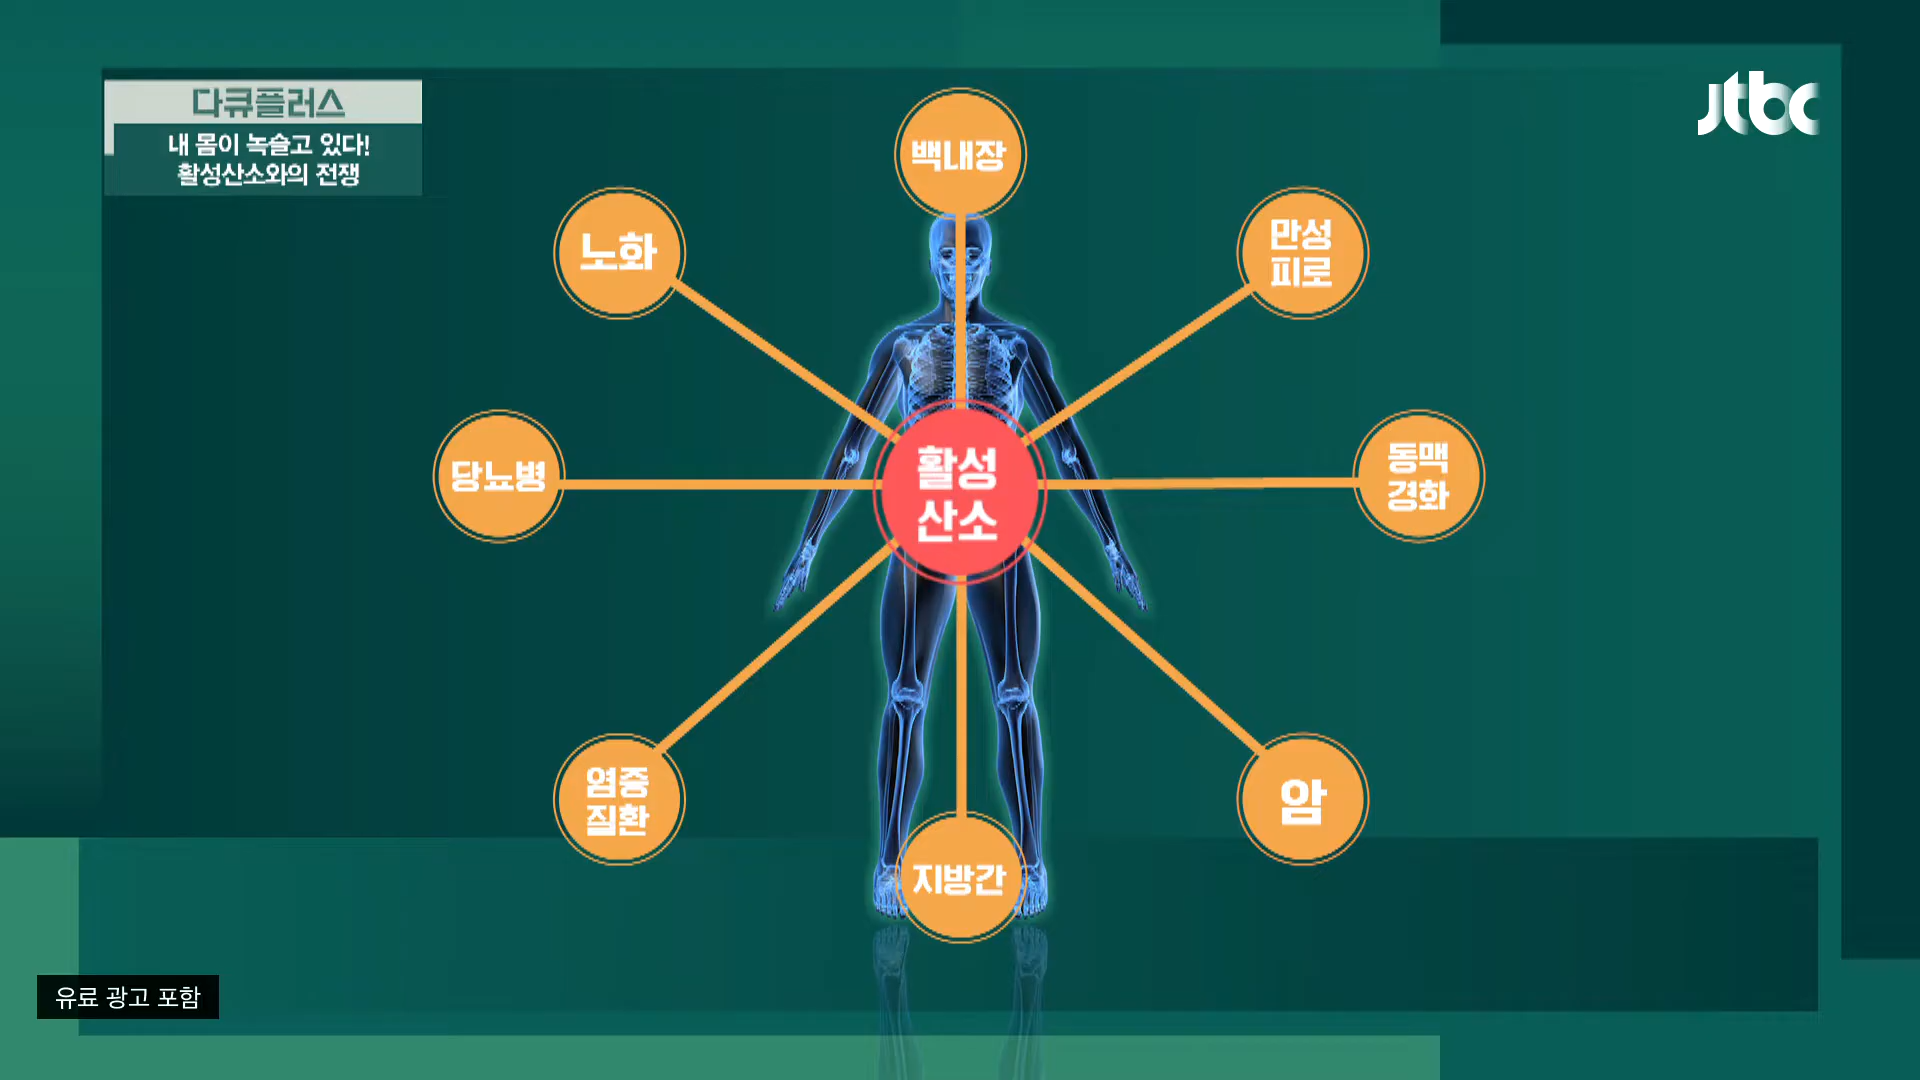 다큐플러스
내 몸이 녹슬고 있다!
활성산소와의 전쟁
jtbc
백내장
노화
만성
피로
당뇨병
활성
산소
동맥
경화
염증
질환
암
지방간
유료 광고 포함